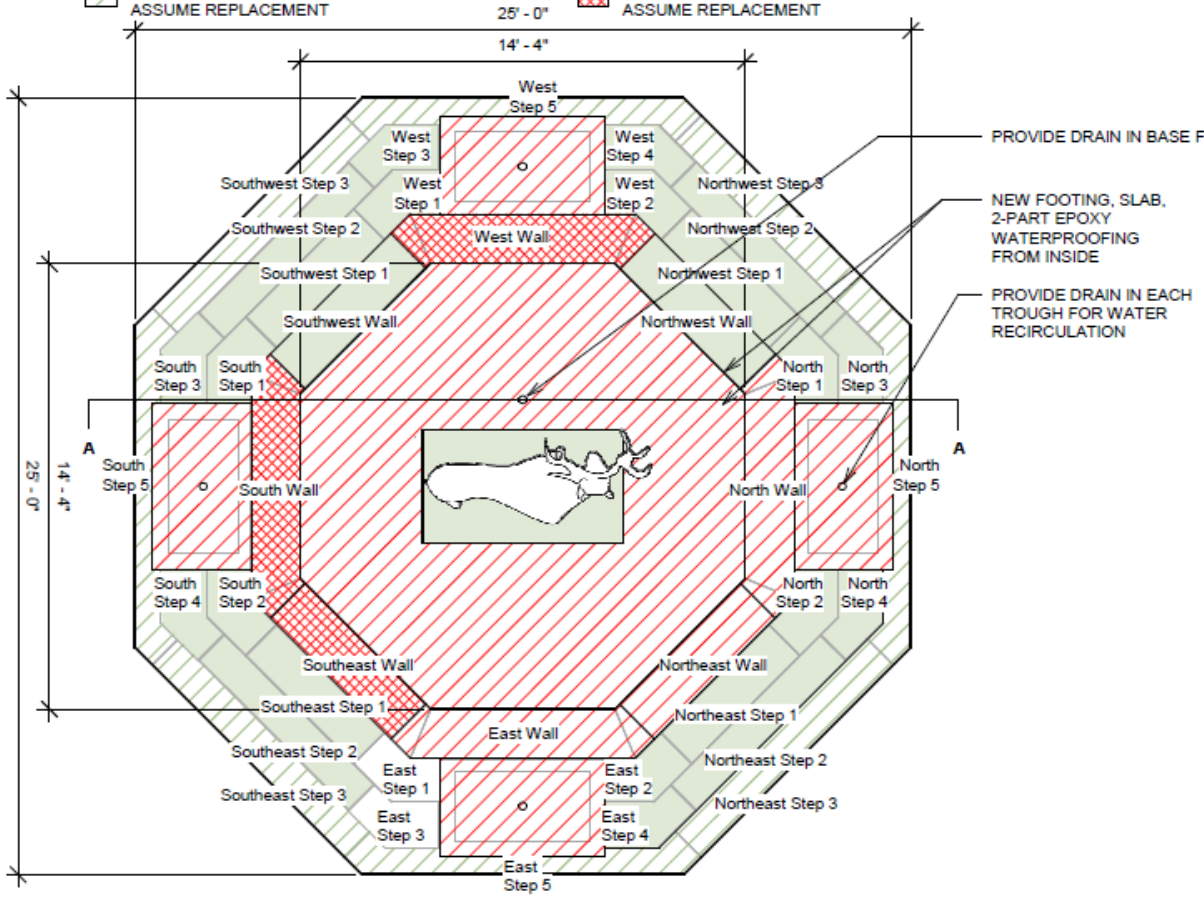 ASSUME REPLACEMENT
ASSUME REPLACEMENT
25' - 0"
14' - 4"
West
Step 5
West
Step 3
West
Step 4
PROVIDE DRAIN IN BASE F
Southwest Step 3
West
Step 1
West
Step 2
Northwest Step 3
NEW FOOTING, SLAB,
2-PART EPOXY
WATERPROOFING
FROM INSIDE
Southwest Step 2
West Wall
Northwest Step 2
Southwest Step 1
Northwest Step 1
PROVIDE DRAIN IN EACH
TROUGH FOR WATER
RECIRCULATION
Southwest Wall
Northwest Wall
South
Step 3
South
Step 1
North
Step 1
North
Step 3
A
A
25' - 0"
14' - 4"
South
Step 5
South Wall
North Wall
North
Step 5
South
Step 4
South
Step 2
North
Step 2
North
Step 4
Southeast Wall
Northeast Wall
Southeast Step 1
Northeast Step 1
East Wall
Southeast Step 2
Northeast Step 2
East
Step 1
East
Step 2
Southeast Step 3
Northeast Step 3
East
Step 3
East
Step 4
East
Step 5